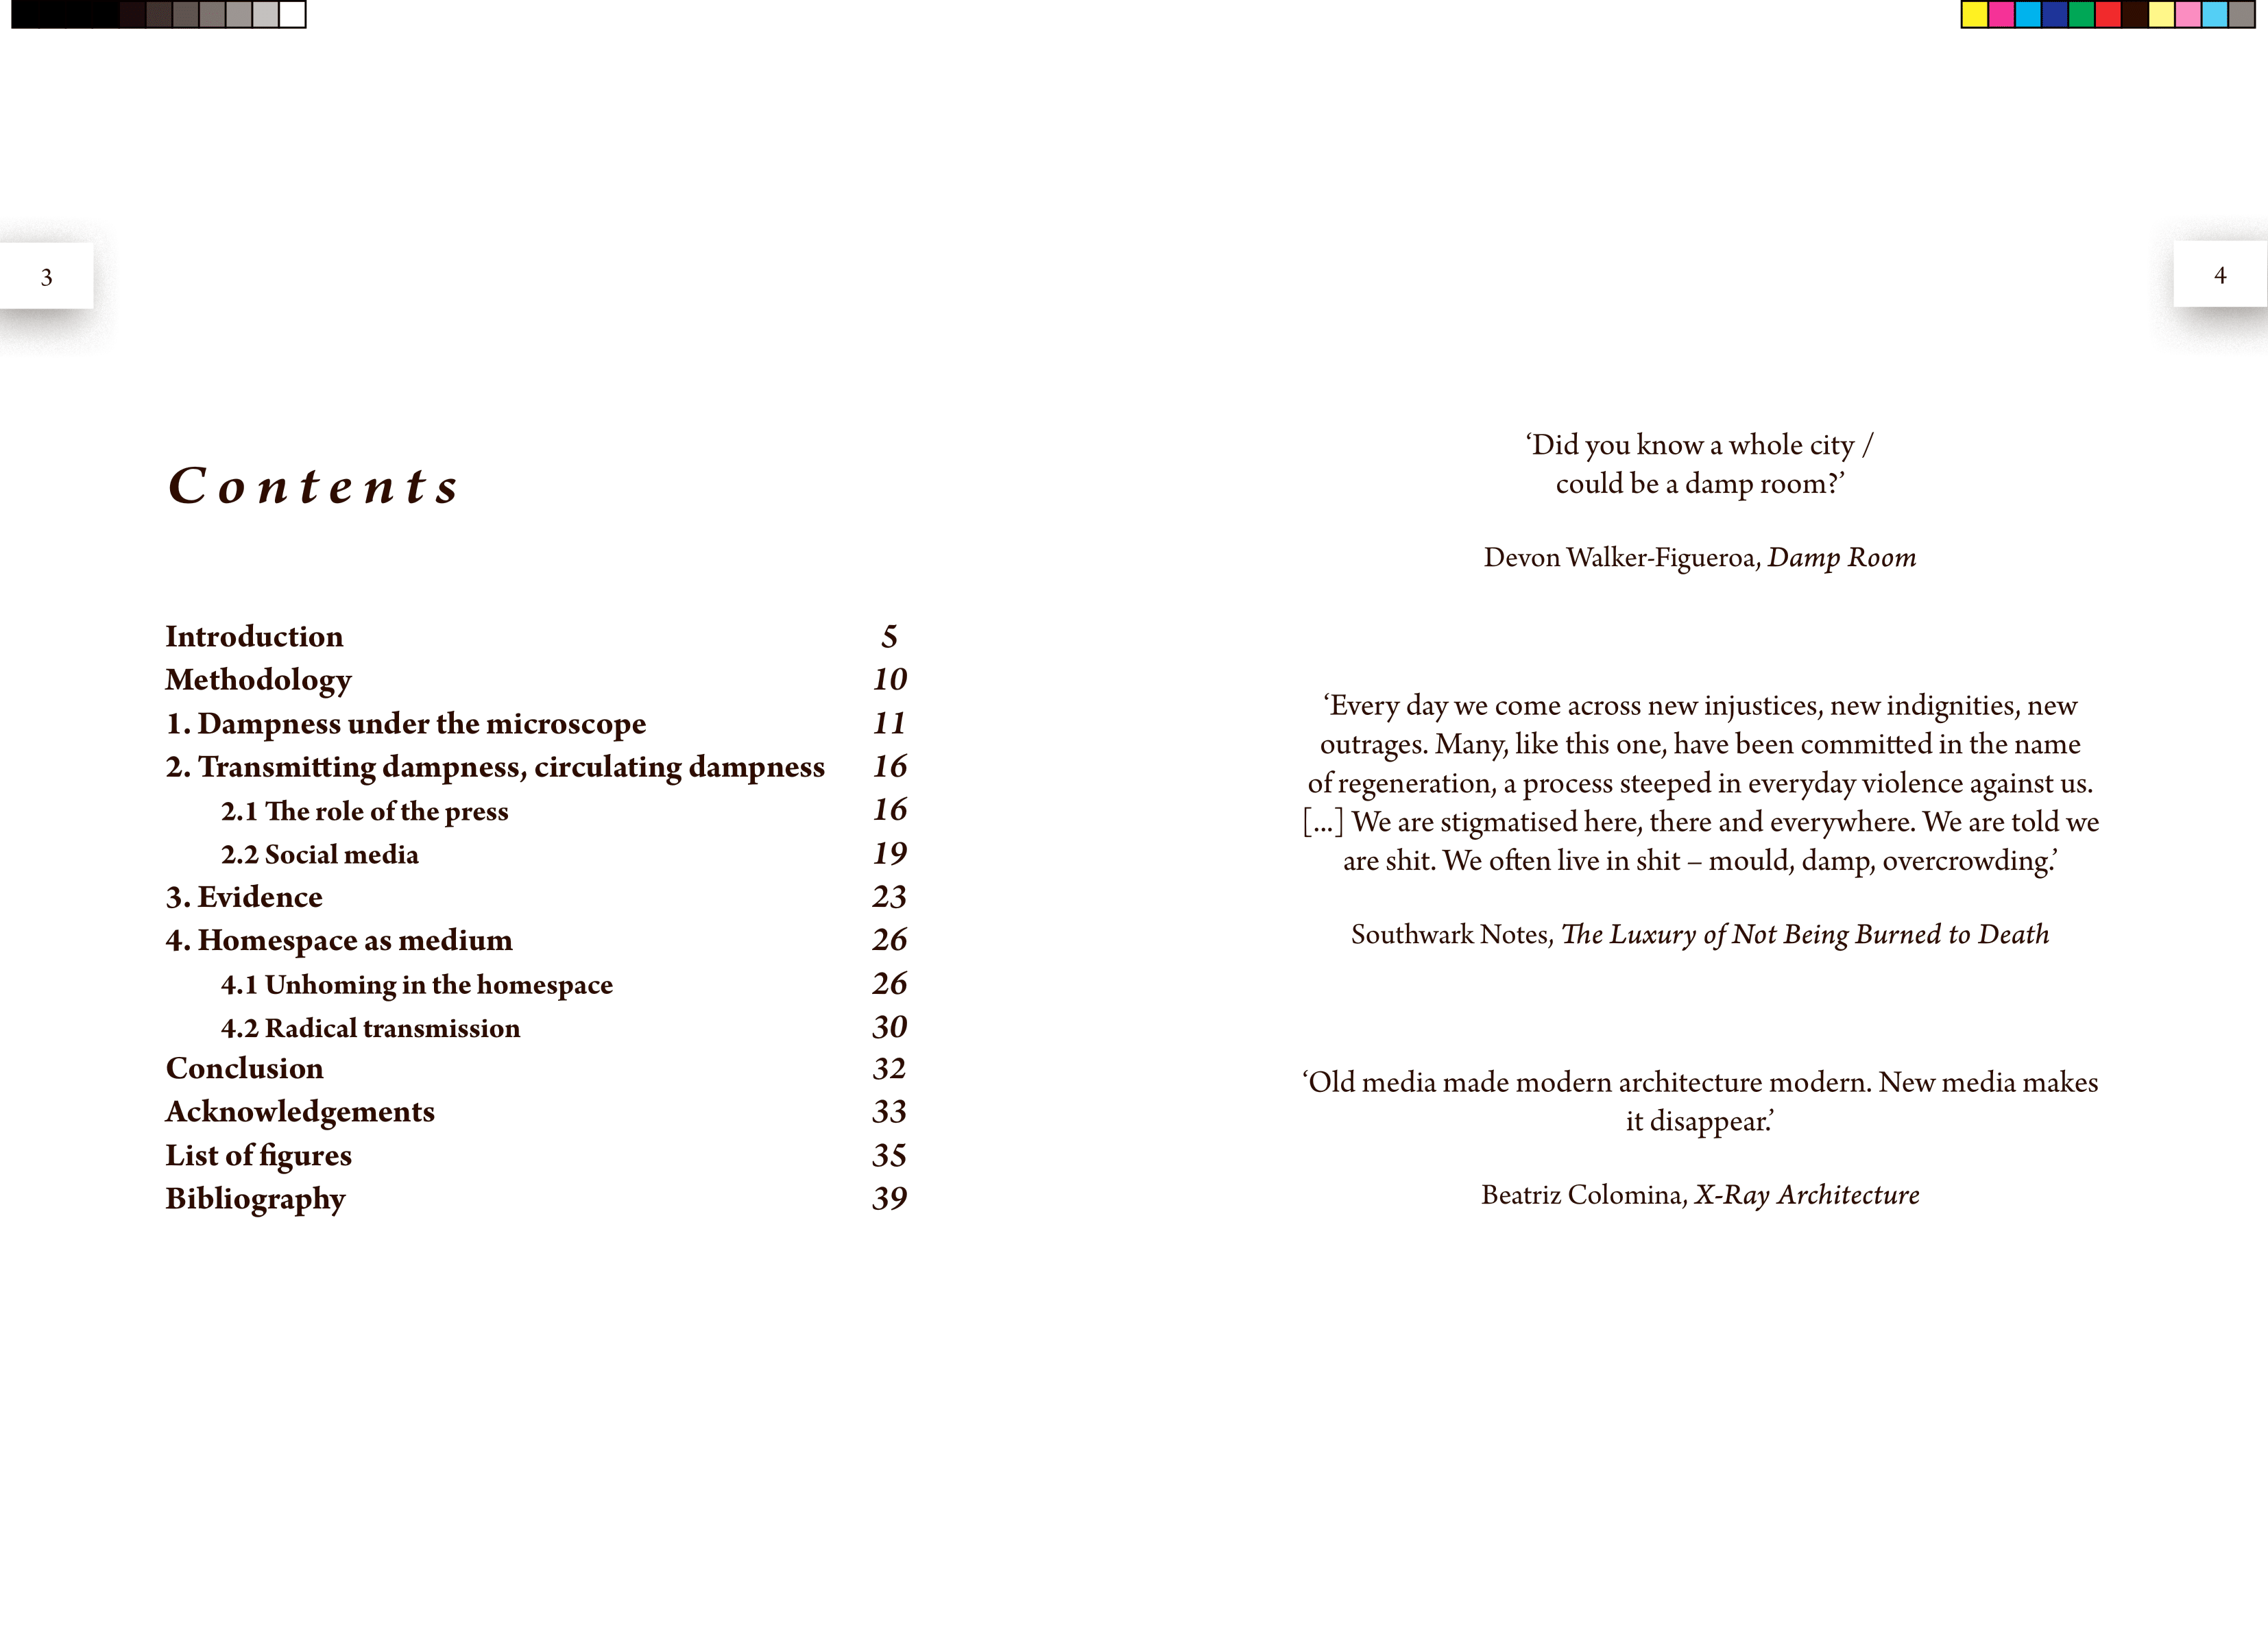 3
Contents
Introduction 5
Methodology 10
1. Dampness under the microscope 11
2. Transmitting dampness, circulating dampness 16
2.1 The role of the press 16
2.2 Social media 19
3. Evidence 23
4. Homespace as medium 26
4.1 Unhoming in the homespace 26
4.2 Radical transmission 30
Conclusion 32
Acknowledgements 33
List of figures 35
Bibliography 39
4
‘Did you know a whole city /
could be a damp room?’
Devon Walker-Figueroa, Damp Room
‘Every day we come across new injustices, new indignities, new
outrages. Many, like this one, have been committed in the name
of regeneration, a process steeped in everyday violence against us.
[...] We are stigmatised here, there and everywhere. We are told we
are shit. We often live in shit – mould, damp, overcrowding.’
Southwark Notes, The Luxury of Not Being Burned to Death
‘Old media made modern architecture modern. New media makes
it disappear.’
Beatriz Colomina, X-Ray Architecture